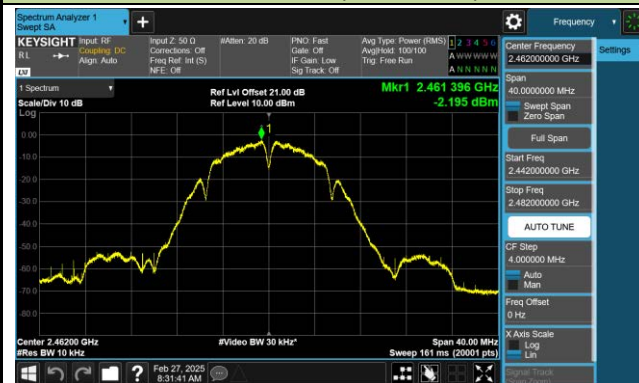 Spectrum Analyzer 1
Swept SA
Frequency
KEYSIGHT
RL
Input: RF
Coupling: DC
Align: Auto
Input Z: 50 Ω
Corrections: Off
Freq Ref: Int (S)
NFE: Off
#Atten: 20 dB
PNO: Fast
Gate: Off
IF Gain: Low
Sig Track: Off
Avg Type: Power (RMS)
Avg|Hold: 100/100
Trig: Free Run
1 2 3 4 5 6
A W W W W W
A N N N N N
1 Spectrum
Scale/Div 10 dB
Log
Ref Lvl Offset 21.00 dB
Ref Level 10.00 dBm
Mkr1 2.461 396 GHz
-2.195 dBm
1
0.00
-10.0
-20.0
-30.0
-40.0
-50.0
-60.0
-70.0
-80.0
Center 2.46200 GHz
#Res BW 10 kHz
#Video BW 30 kHz*
Span 40.00 MHz
Sweep 161 ms (20001 pts)
Feb 27, 2025
8:31:41 AM
Center Frequency
2.462000000 GHz
Settings
Span
40.0000000 MHz
Swept Span
Zero Span
Full Span
Start Freq
2.442000000 GHz
Stop Freq
2.482000000 GHz
AUTO TUNE
CF Step
4.000000 MHz
Auto
Man
Freq Offset
0 Hz
X Axis Scale
Log
Lin
Signal Track